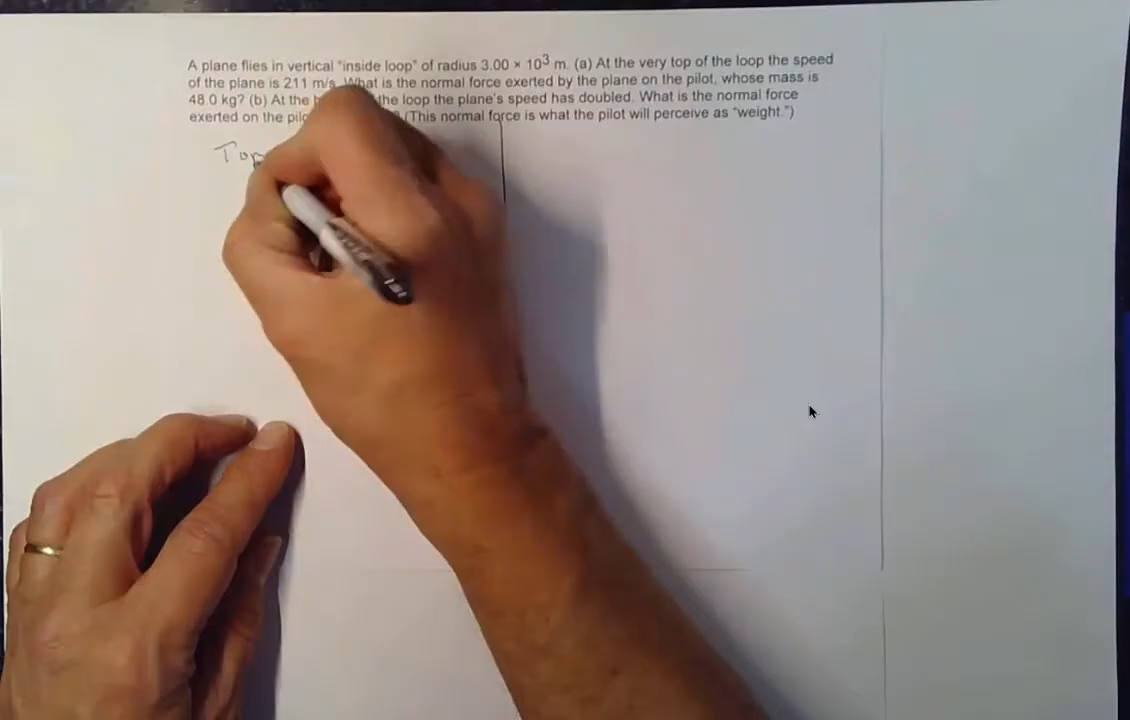 A plane flies in vertical "inside loop" of radius 3.00 × 10³ m. (a) At the very top of the loop the speed
of the plane is 211 m/s. What is the normal force exerted by the plane on the pilot, whose mass is
48.0 kg? (b) At the the loop the plane's speed has doubled. What is the normal force
exerted on the (This normal force is what the pilot will perceive as "weight.")
Top